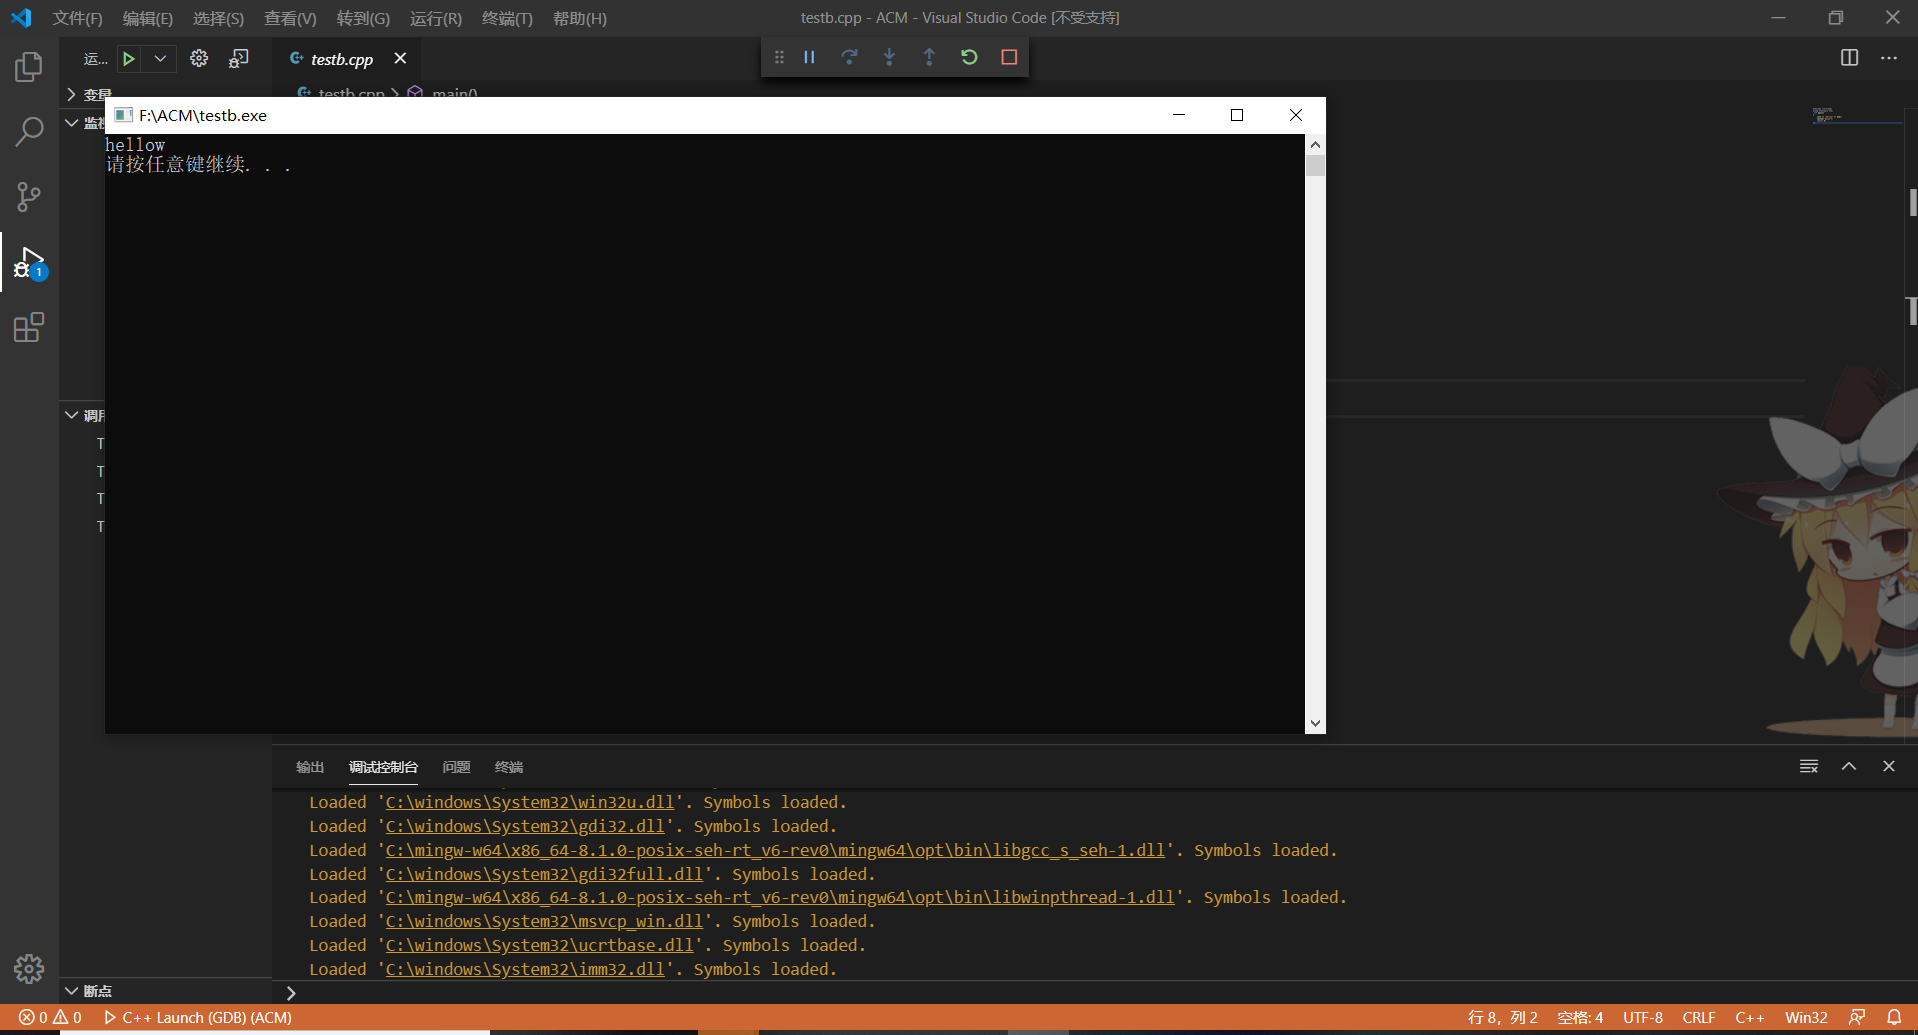 文件(F) 编辑(E) 选择(S) 查看(V) 转到(G) 运行(R) 终端(T) 帮助(H) testb.cpp - ACM - Visual Studio Code [不受支持]
运... testb.cpp
变量 testb.cpp main()
F:\ACM\testb.exe
监视
hellow
请按任意键继续. . .
1
调用
T
T
T
T
输出 调试控制台 问题 终端
Loaded 'C:\windows\System32\win32u.dll'. Symbols loaded.
Loaded 'C:\windows\System32\gdi32.dll'. Symbols loaded.
Loaded 'C:\mingw-w64\x86_64-8.1.0-posix-seh-rt_v6-rev0\mingw64\opt\bin\libgcc_s_seh-1.dll'. Symbols loaded.
Loaded 'C:\windows\System32\gdi32full.dll'. Symbols loaded.
Loaded 'C:\mingw-w64\x86_64-8.1.0-posix-seh-rt_v6-rev0\mingw64\opt\bin\libwinpthread-1.dll'. Symbols loaded.
Loaded 'C:\windows\System32\msvcp_win.dll'. Symbols loaded.
Loaded 'C:\windows\System32\ucrtbase.dll'. Symbols loaded.
Loaded 'C:\windows\System32\imm32.dll'. Symbols loaded.
断点
0 0 C++ Launch (GDB) (ACM) 行 8，列 2 空格: 4 UTF-8 CRLF C++ Win32